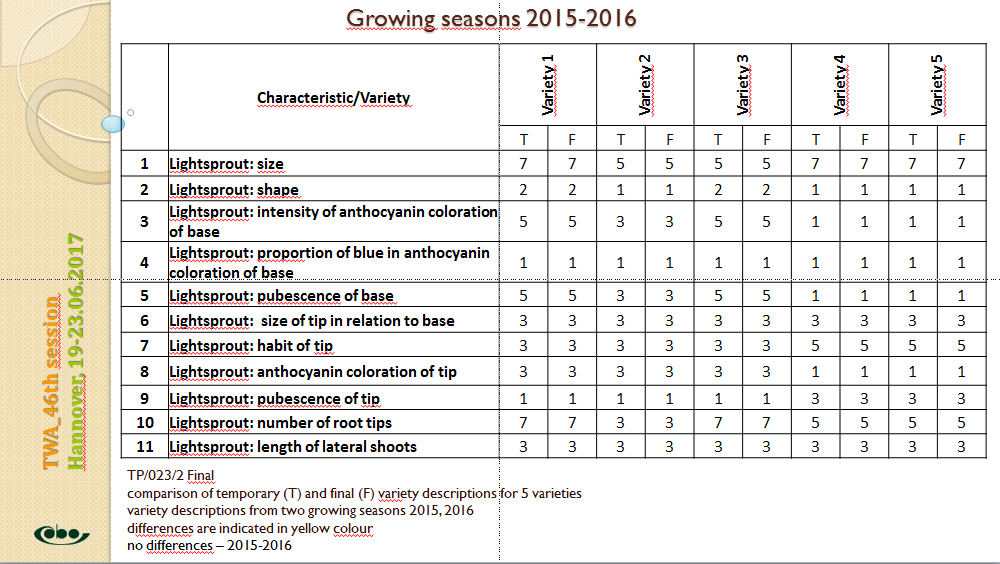 Growing seasons 2015-2016
Characteristic/Variety Variety 1 Variety 2 Variety 3 Variety 4 Variety 5
T F T F T F T F T F
1 Lightsprout: size 7 7 5 5 5 5 7 7 7 7
2 Lightsprout: shape 2 2 1 1 2 2 1 1 1 1
3 Lightsprout: intensity of anthocyanin coloration
of base 5 5 3 3 5 5 1 1 1 1
4 Lightsprout: proportion of blue in anthocyanin
coloration of base 1 1 1 1 1 1 1 1 1 1
5 Lightsprout: pubescence of base 5 5 3 3 5 5 1 1 1 1
6 Lightsprout: size of tip in relation to base 3 3 3 3 3 3 3 3 3 3
7 Lightsprout: habit of tip 3 3 3 3 3 3 5 5 5 5
8 Lightsprout: anthocyanin coloration of tip 3 3 3 3 3 3 1 1 1 1
9 Lightsprout: pubescence of tip 1 1 1 1 1 1 3 3 3 3
10 Lightsprout: number of root tips 7 7 3 3 7 7 5 5 5 5
11 Lightsprout: length of lateral shoots 3 3 3 3 3 3 3 3 3 3
TP/023/2 Final
comparison of temporary (T) and final (F) variety descriptions for 5 varieties
variety descriptions from two growing seasons 2015, 2016
differences are indicated in yellow colour
no differences – 2015-2016
TWA_46th session
Hannover, 19-23.06.2017